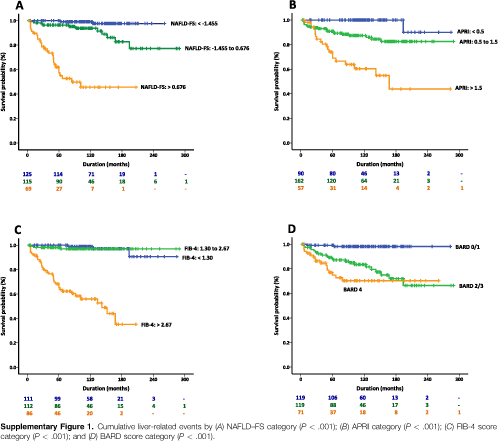 A
1.0
0.8
0.6
0.4
0.2
0.0
Survival probability (%)
NAFLD-FS: < -1.455
NAFLD-FS: -1.455 to 0.676
NAFLD-FS: > 0.676
0 60 120 180 240 300
Duration (months)
125 114 71 19 1 -
115 90 46 18 6 1
69 27 7 1 - -
B
1.0
0.8
0.6
0.4
0.2
0.0
Survival probability (%)
APRI: < 0.5
APRI: 0.5 to 1.5
APRI: > 1.5
0 60 120 180 240 300
Duration (months)
90 80 46 13 2 -
162 120 64 21 3 -
57 31 14 4 2 1
C
1.0
0.8
0.6
0.4
0.2
0.0
Survival probability (%)
FIB-4: 1.30 to 2.67
FIB-4: < 1.30
FIB-4: > 2.67
0 60 120 180 240 300
Duration (months)
111 99 58 21 3 -
112 86 46 15 4 1
86 46 20 2 - -
D
1.0
0.8
0.6
0.4
0.2
0.0
Survival probability (%)
BARD 0/1
BARD 4
BARD 2/3
0 60 120 180 240 300
Duration (months)
119 106 60 13 2 -
119 88 46 17 3 -
71 37 18 8 2 1
Supplementary Figure 1. Cumulative liver-related events by (A) NAFLD–FS category (P < .001); (B) APRI category (P < .001); (C) FIB-4 score
category (P < .001); and (D) BARD score category (P < .001).